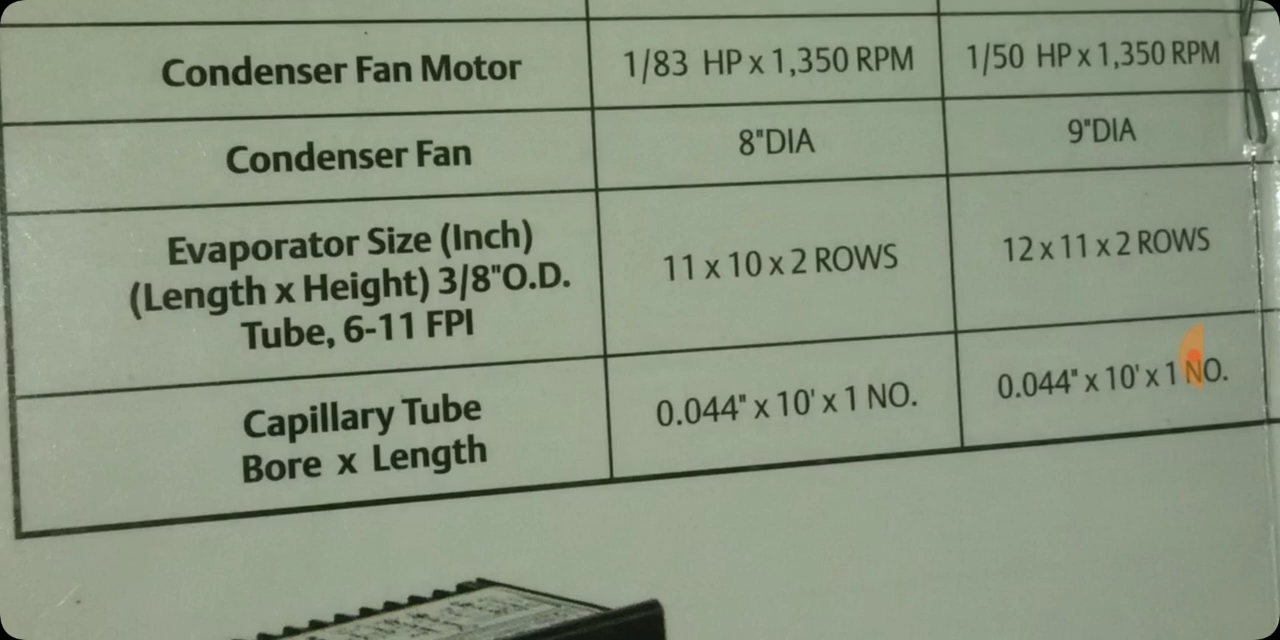 Condenser Fan Motor 1/83 HP x 1,350 RPM 1/50 HP x 1,350 RPM
Condenser Fan 8"DIA 9"DIA
Evaporator Size (Inch)
(Length x Height) 3/8"O.D.
Tube, 6-11 FPI
11 x 10 x 2 ROWS 12 x 11 x 2 ROWS
Capillary Tube
Bore x Length
0.044" x 10' x 1 NO. 0.044" x 10' x 1 NO.